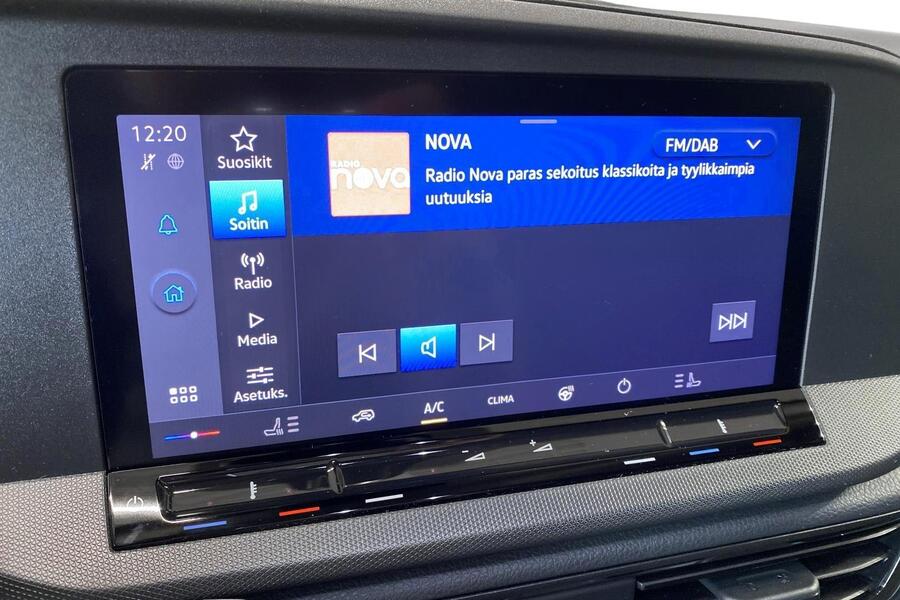 12:20
Suosikit
Soitin
Radio
Media
Asetuks.
RADIO
nova
NOVA
FM/DAB
Radio Nova paras sekoitus klassikoita ja tyylikkaimpia
uutuuksia
A/C
CLIMA
- +